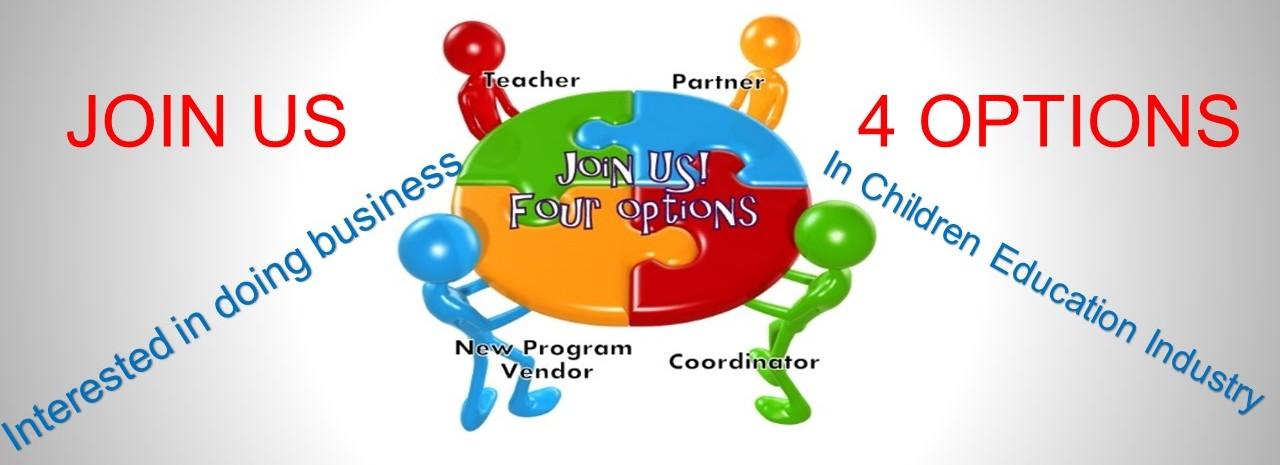 JOIN US
4 OPTIONS
Teacher
Partner
Join US!
Four options
Interested in doing business
In Children Education Industry
New Program
Vendor
Coordinator